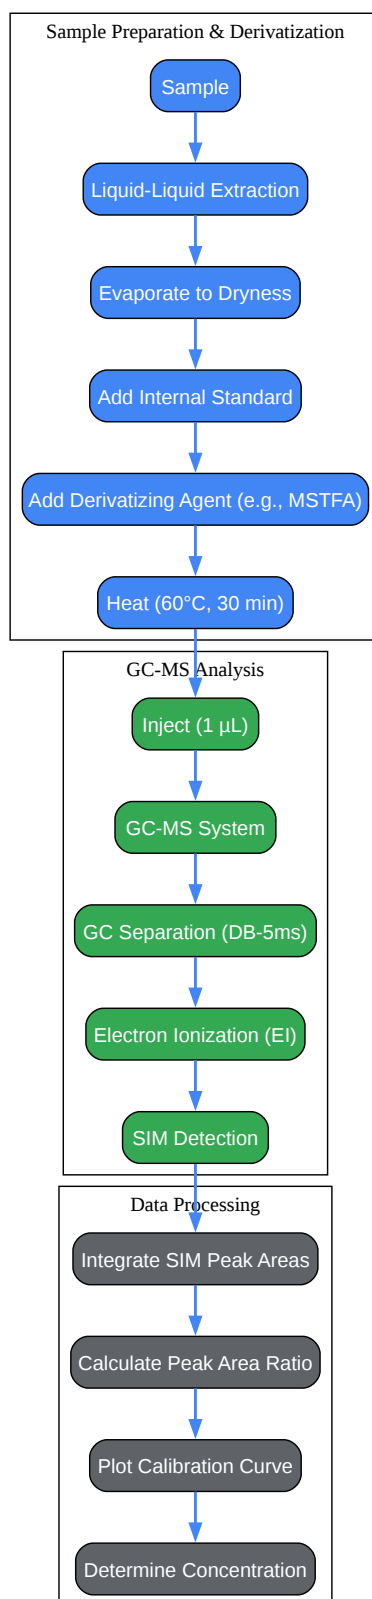 Sample Preparation & Derivatization
Sample
Liquid-Liquid Extraction
Evaporate to Dryness
Add Internal Standard
Add Derivatizing Agent (e.g., MSTFA)
Heat (60°C, 30 min)
GC-MS Analysis
Inject (1 µL)
GC-MS System
GC Separation (DB-5ms)
Electron Ionization (EI)
SIM Detection
Data Processing
Integrate SIM Peak Areas
Calculate Peak Area Ratio
Plot Calibration Curve
Determine Concentration